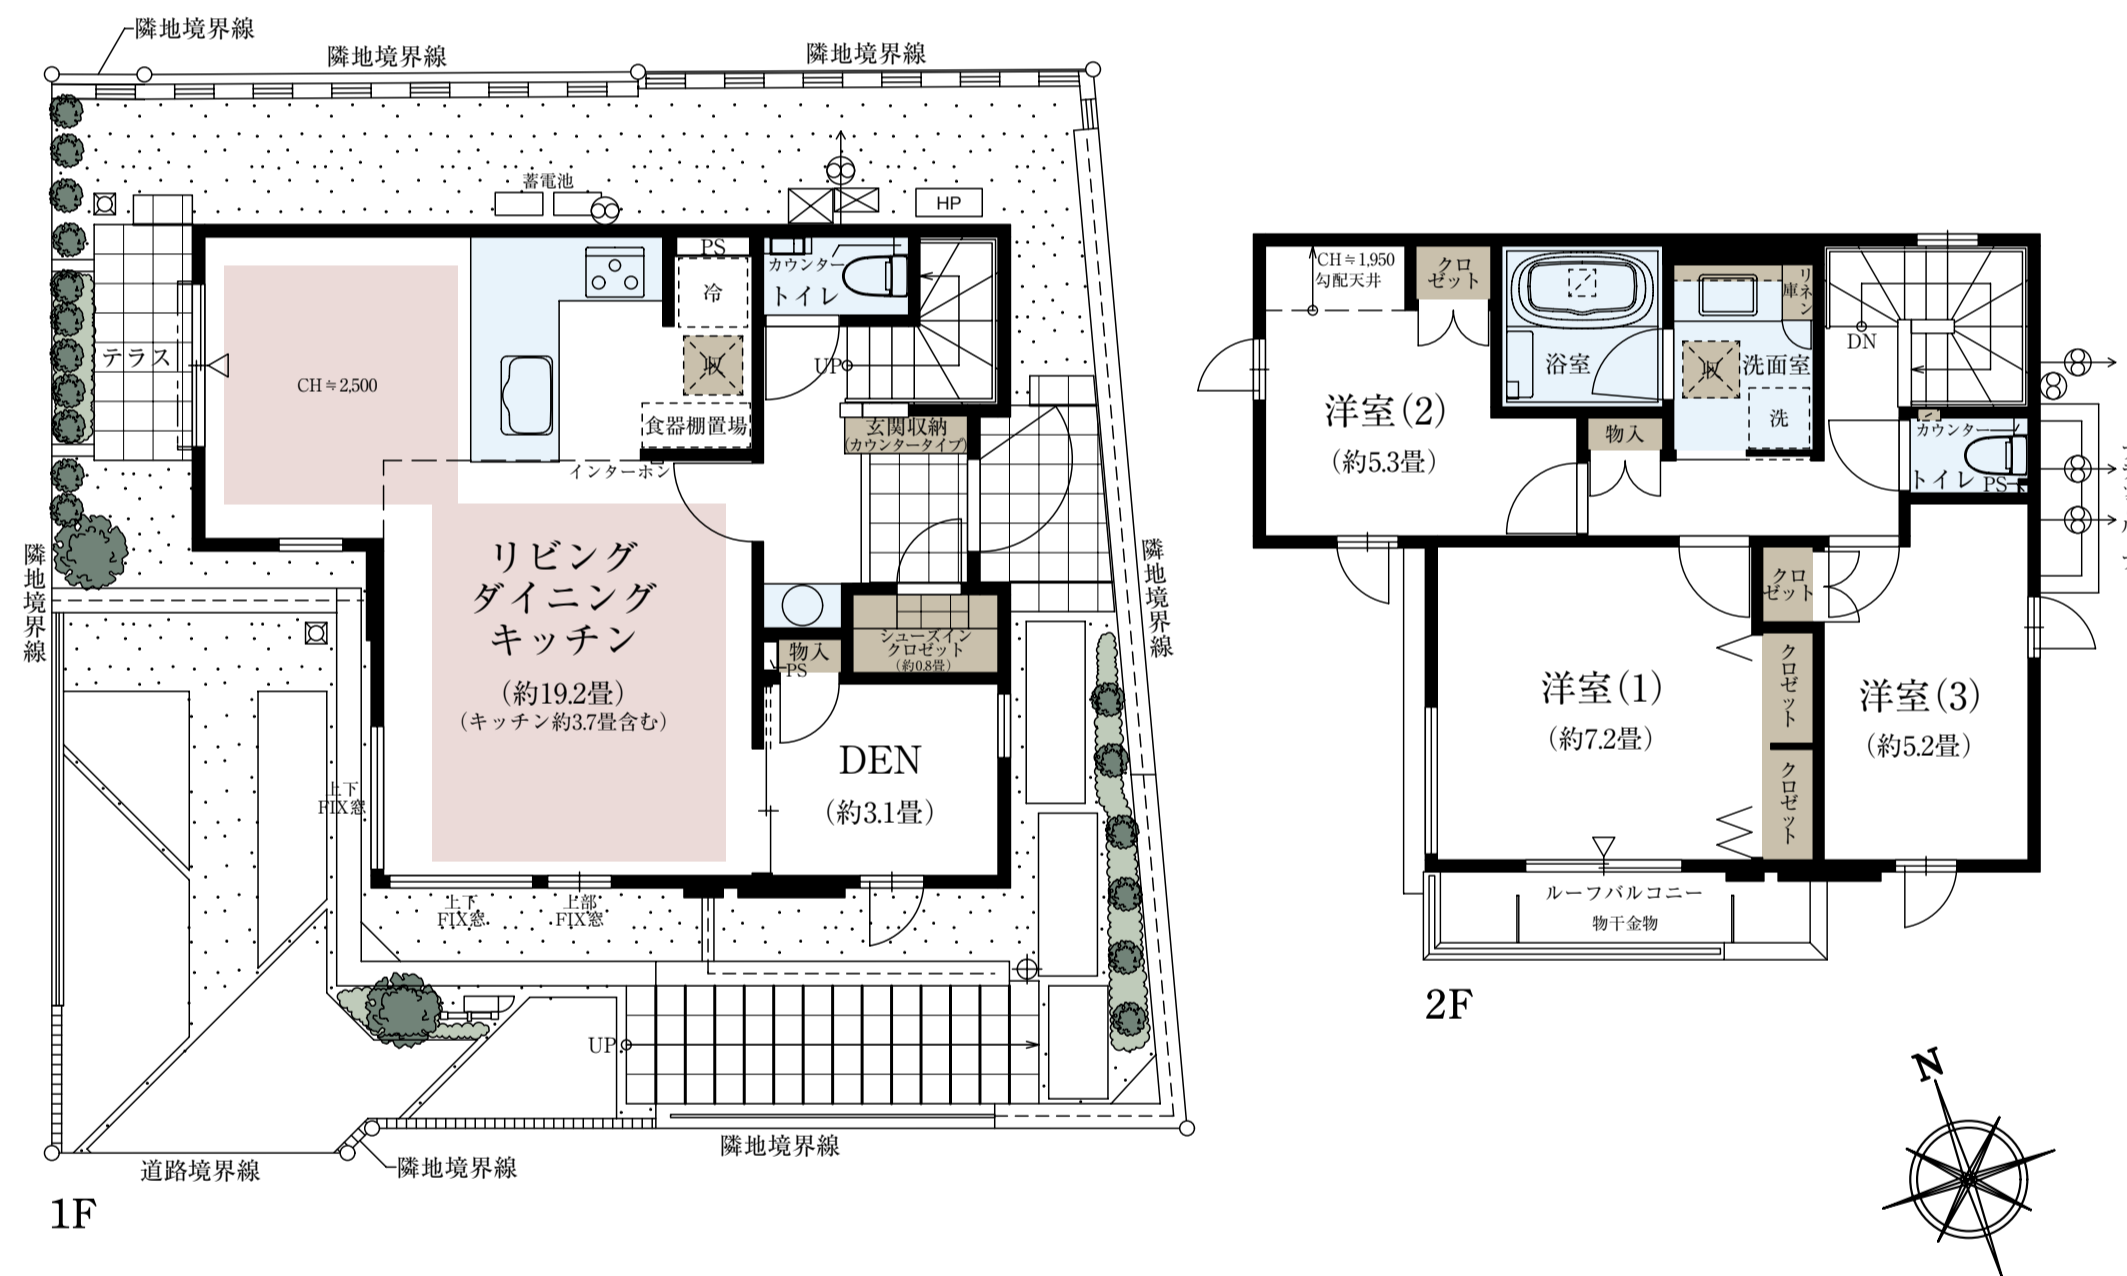 隣地境界線
隣地境界線
隣地境界線
蓄電池
HP
PS
カウンター
トイレ
冷
収
UP
テラス
CH≒2,500
食器棚置場
インターホン
玄関収納
(カウンタータイプ)
リビング
ダイニング
キッチン
(約19.2畳)
(キッチン約3.7畳含む)
物入
PS
シューズイン
クロゼット
(約0.8畳)
DEN
(約3.1畳)
隣地境界線
隣地境界線
上下
FIX窓
上下
FIX窓
上部
FIX窓
UP
道路境界線
隣地境界線
隣地境界線
1F
CH≒1,950
勾配天井
クロ
ゼット
浴室
リネン
庫
収
洗面室
洗
DN
洋室(2)
(約5.3畳)
物入
カウンター
トイレ
PS
クロ
ゼット
洋室(1)
(約7.2畳)
クロゼット
クロゼット
洋室(3)
(約5.2畳)
ルーフバルコニー
物干金物
2F
N